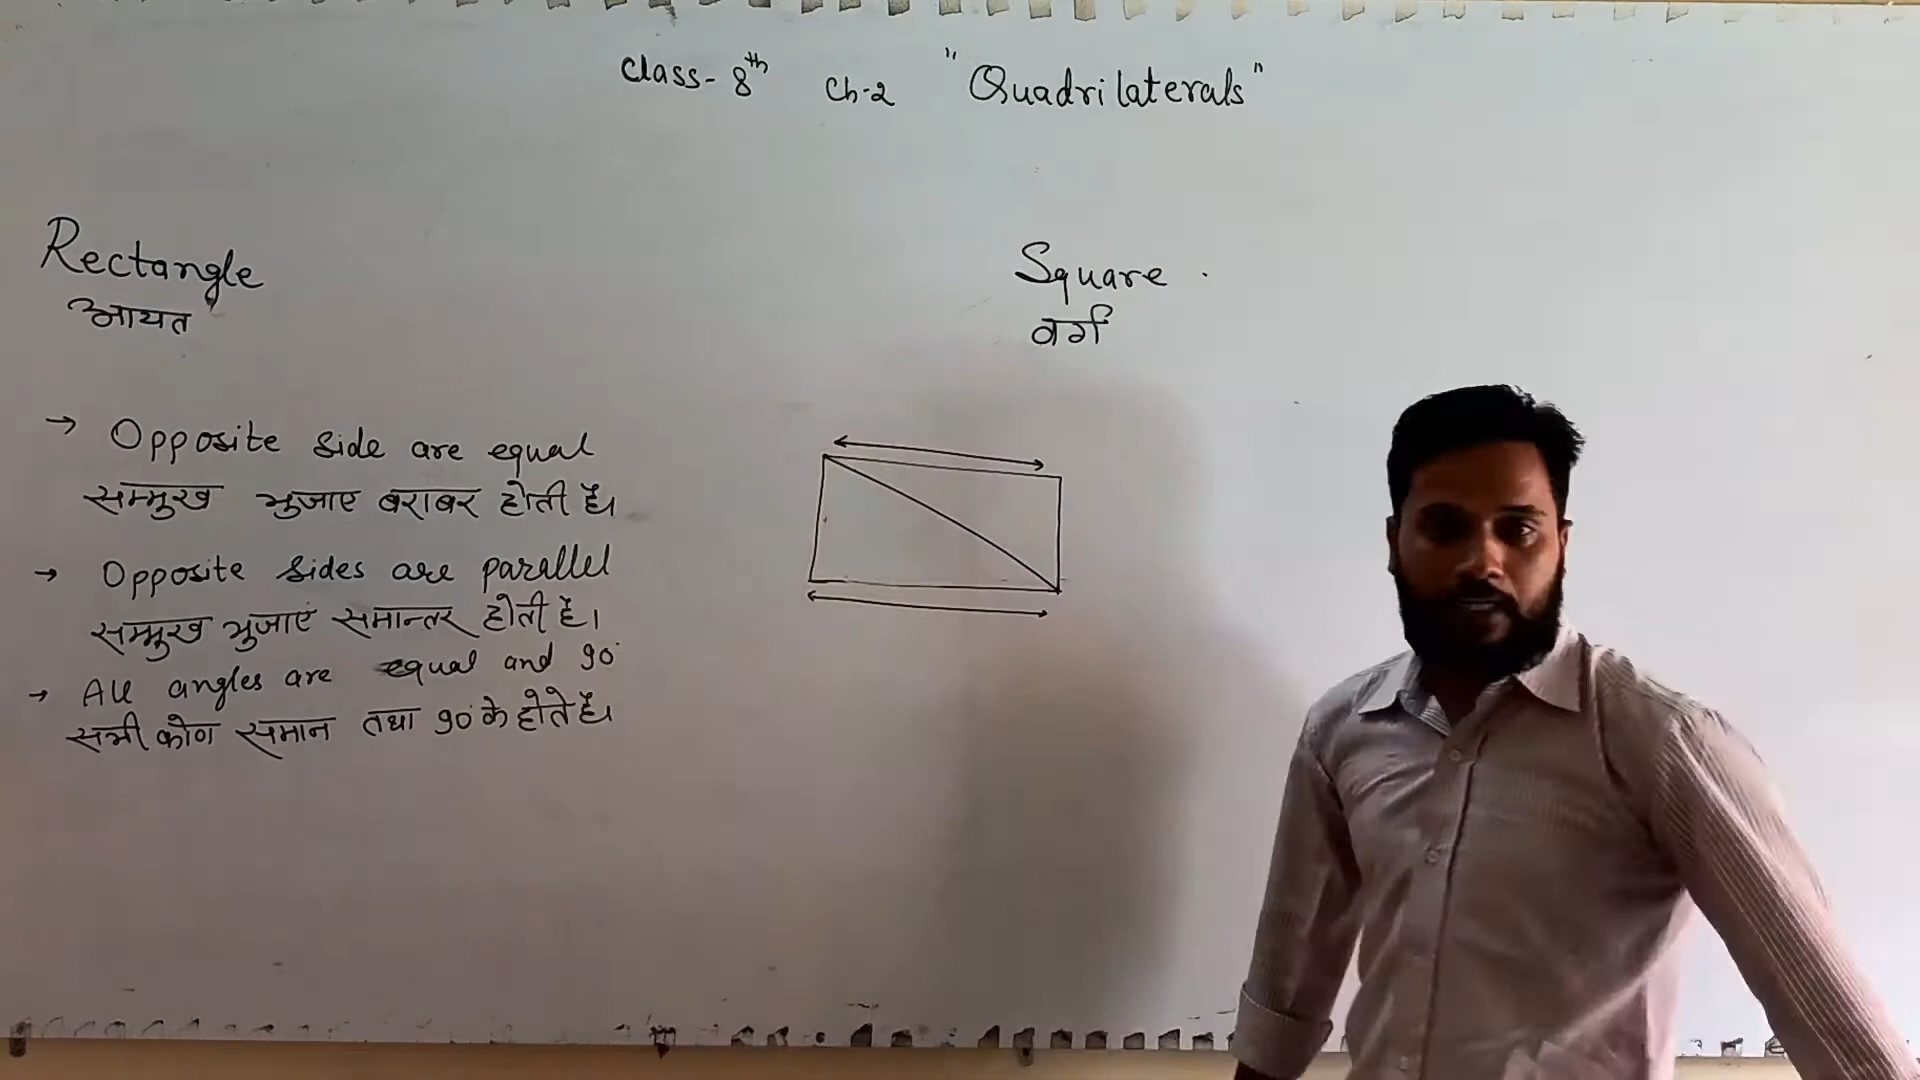 Class-8th Ch-2 "Quadrilaterals"
Rectangle
आयत
Square
वर्ग
→ Opposite side are equal
सम्मुख भुजाए बराबर होती हैं।
→ Opposite sides are parallel
सम्मुख भुजाएं समान्तर होती हैं।
→ All angles are equal and 90°
सभी कोण समान तथा 90° के होते हैं।